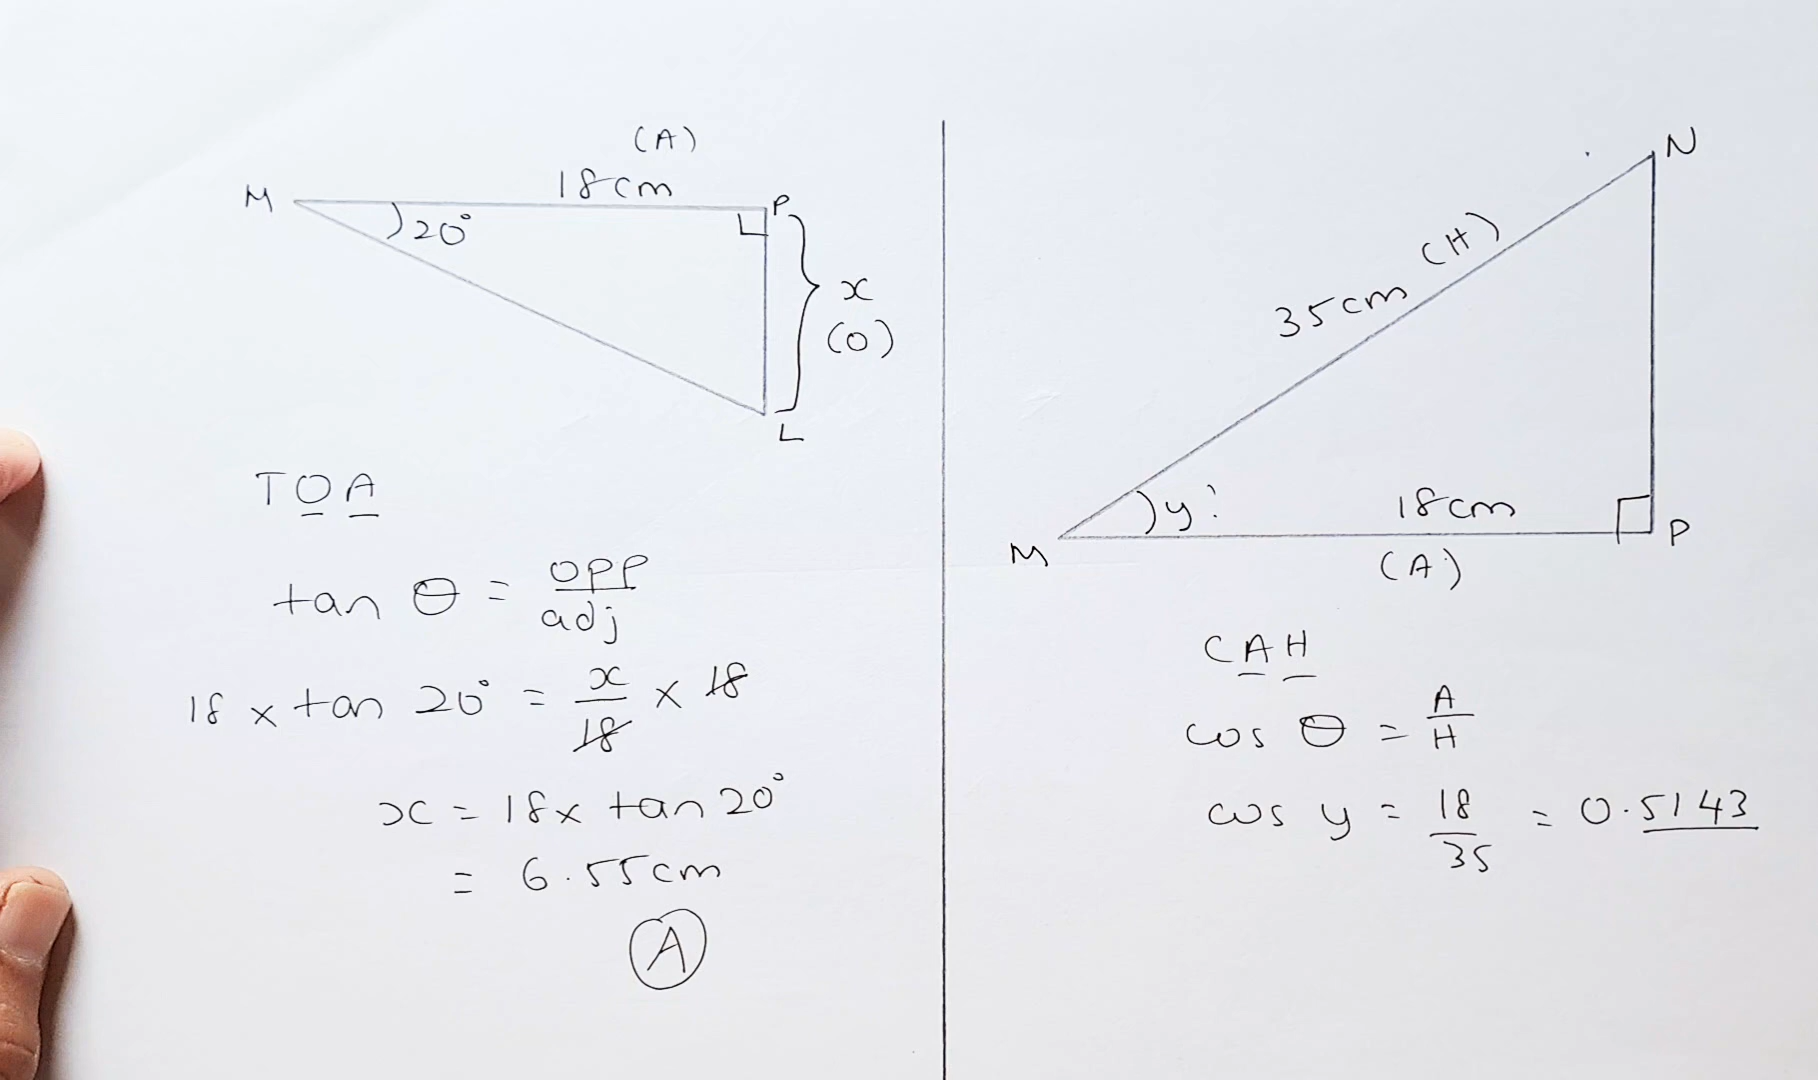 (A)
18cm
M
P
20°
x
(O)
L
TOA
tan θ = opp/adj
18 x tan 20° = x/18 x 18
x = 18 x tan 20°
= 6.55cm
A
N
(H)
35cm
y?
18cm
M
P
(A)
CAH
cos θ = A/H
cos y = 18/35 = 0.5143